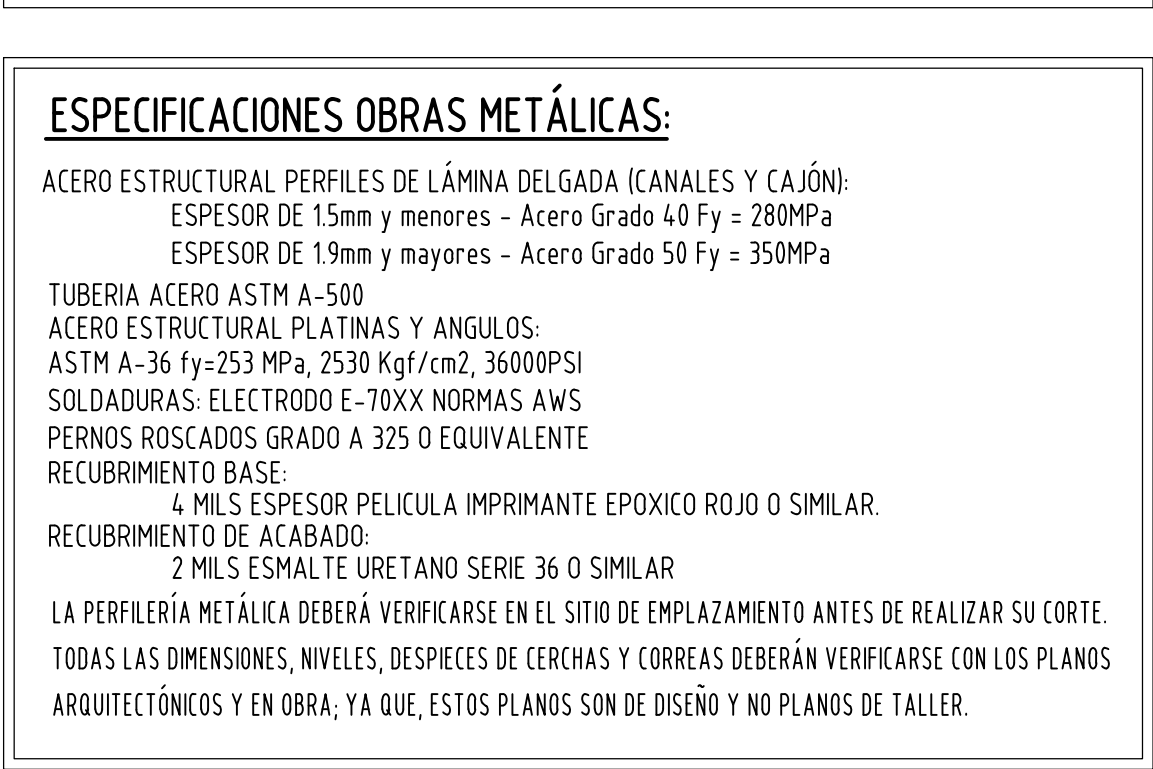 ESPECIFICACIONES OBRAS METÁLICAS:
ACERO ESTRUCTURAL PERFILES DE LÁMINA DELGADA (CANALES Y CAJÓN):
ESPESOR DE 1.5mm y menores - Acero Grado 40 Fy = 280MPa
ESPESOR DE 1.9mm y mayores - Acero Grado 50 Fy = 350MPa
TUBERIA ACERO ASTM A-500
ACERO ESTRUCTURAL PLATINAS Y ANGULOS:
ASTM A-36 fy=253 MPa, 2530 Kgf/cm2, 36000PSI
SOLDADURAS: ELECTRODO E-70XX NORMAS AWS
PERNOS ROSCADOS GRADO A 325 O EQUIVALENTE
RECUBRIMIENTO BASE:
4 MILS ESPESOR PELICULA IMPRIMANTE EPOXICO ROJO O SIMILAR.
RECUBRIMIENTO DE ACABADO:
2 MILS ESMALTE URETANO SERIE 36 O SIMILAR
LA PERFILERÍA METÁLICA DEBERÁ VERIFICARSE EN EL SITIO DE EMPLAZAMIENTO ANTES DE REALIZAR SU CORTE.
TODAS LAS DIMENSIONES, NIVELES, DESPIECES DE CERCHAS Y CORREAS DEBERÁN VERIFICARSE CON LOS PLANOS
ARQUITECTÓNICOS Y EN OBRA; YA QUE, ESTOS PLANOS SON DE DISEÑO Y NO PLANOS DE TALLER.